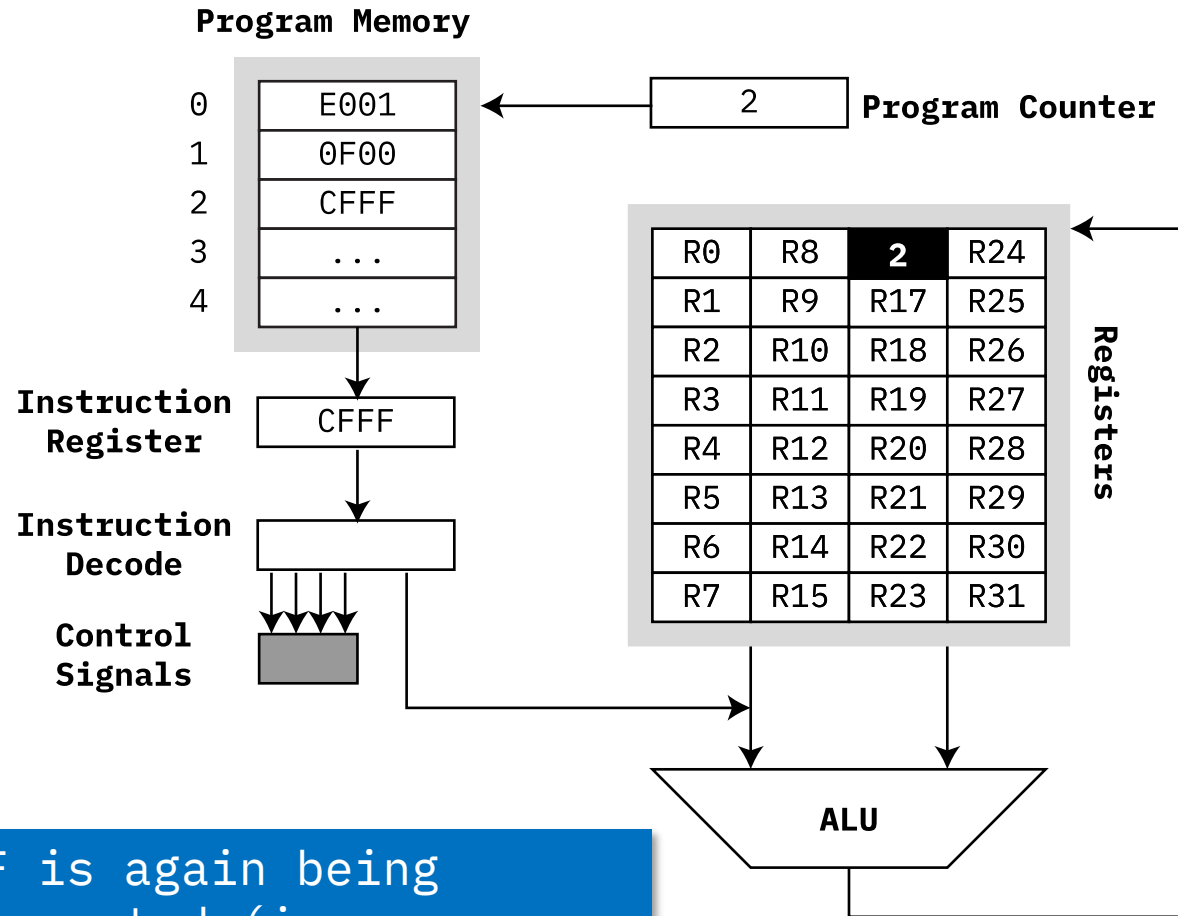 Program Memory
0 E001
1 0F00
2 CFFF
3 ...
4 ...
2 Program Counter
R0 R8 2 R24
R1 R9 R17 R25
R2 R10 R18 R26
R3 R11 R19 R27
R4 R12 R20 R28
R5 R13 R21 R29
R6 R14 R22 R30
R7 R15 R23 R31
Registers
Instruction
Register
CFFF
Instruction
Decode
Control
Signals
ALU
is again being